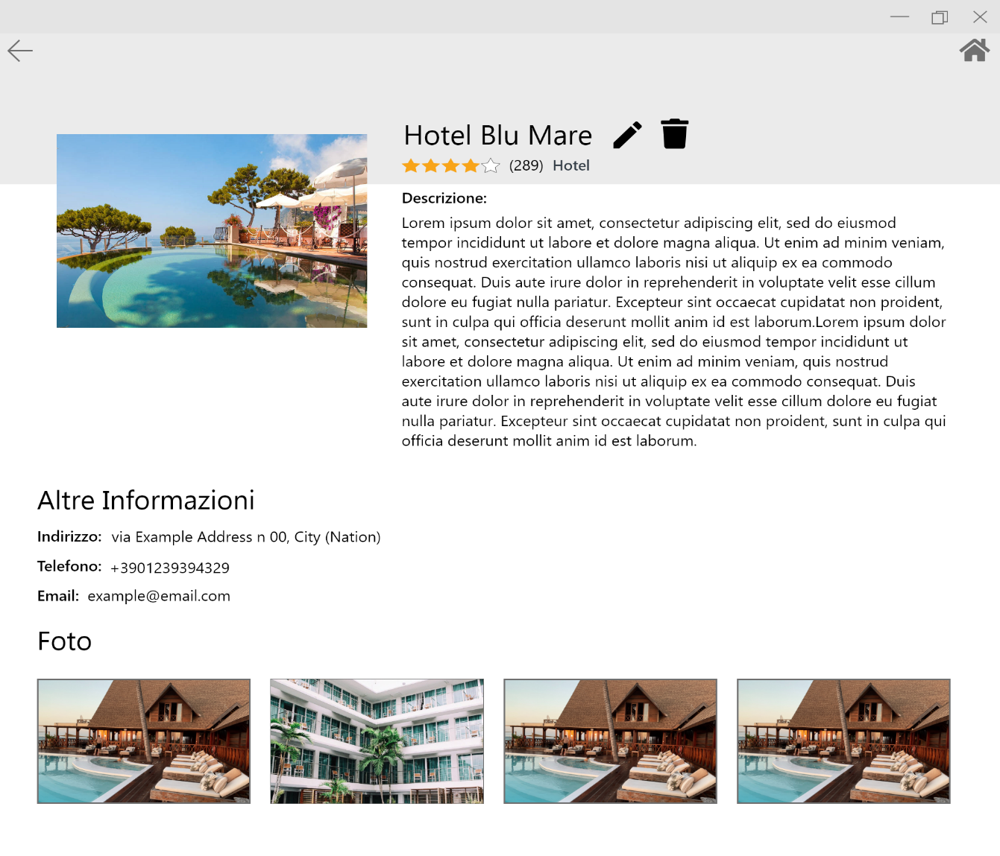 Hotel Blu Mare
(289) Hotel
Descrizione:
Lorem ipsum dolor sit amet, consectetur adipiscing elit, sed do eiusmod
tempor incididunt ut labore et dolore magna aliqua. Ut enim ad minim veniam,
quis nostrud exercitation ullamco laboris nisi ut aliquip ex ea commodo
consequat. Duis aute irure dolor in reprehenderit in voluptate velit esse cillum
dolore eu fugiat nulla pariatur. Excepteur sint occaecat cupidatat non proident,
sunt in culpa qui officia deserunt mollit anim id est laborum.Lorem ipsum dolor
sit amet, consectetur adipiscing elit, sed do eiusmod tempor incididunt ut
labore et dolore magna aliqua. Ut enim ad minim veniam, quis nostrud
exercitation ullamco laboris nisi ut aliquip ex ea commodo consequat. Duis
aute irure dolor in reprehenderit in voluptate velit esse cillum dolore eu fugiat
nulla pariatur. Excepteur sint occaecat cupidatat non proident, sunt in culpa qui
officia deserunt mollit anim id est laborum.
Altre Informazioni
Indirizzo: via Example Address n 00, City (Nation)
Telefono: +3901239394329
Email: example@email.com
Foto